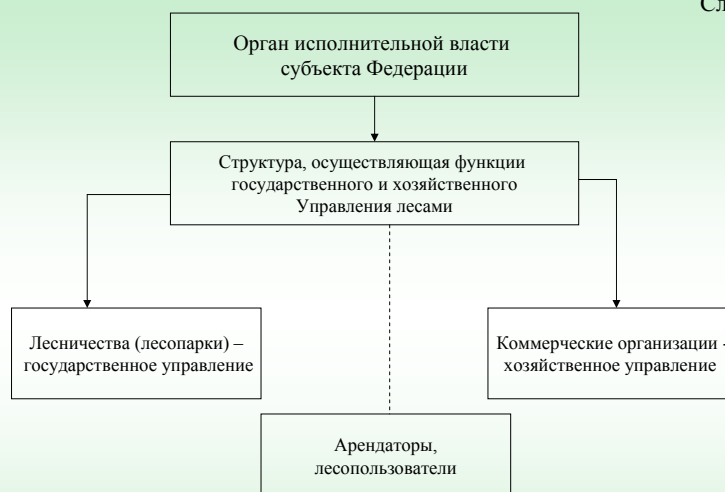 Сл
Орган исполнительной власти
субъекта Федерации
Структура, осуществляющая функции
государственного и хозяйственного
Управления лесами
Лесничества (лесопарки) –
государственное управление
Коммерческие организации -
хозяйственное управление
Арендаторы,
лесопользователи